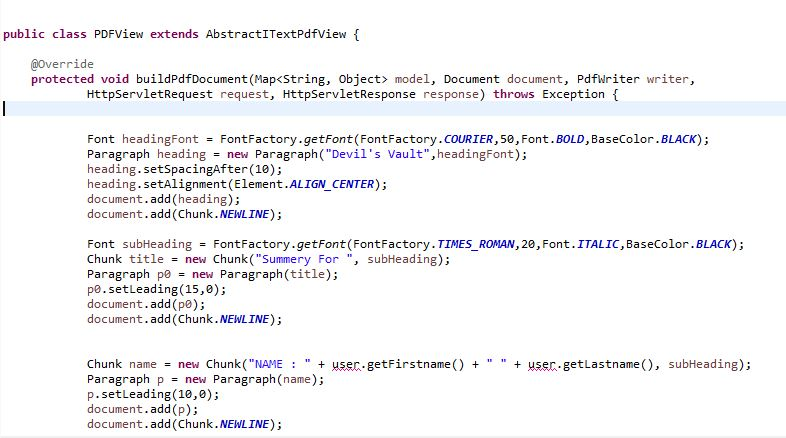 public class PDFView extends AbstractITextPdfView {
@Override
protected void buildPdfDocument(Map<String, Object> model, Document document, PdfWriter writer,
HttpServletRequest request, HttpServletResponse response) throws Exception {
Font headingFont = FontFactory.getFont(FontFactory.COURIER,50,Font.BOLD,BaseColor.BLACK);
Paragraph heading = new Paragraph("Devil's Vault",headingFont);
heading.setSpacingAfter(10);
heading.setAlignment(Element.ALIGN_CENTER);
document.add(heading);
document.add(Chunk.NEWLINE);
Font subHeading = FontFactory.getFont(FontFactory.TIMES_ROMAN,20,Font.ITALIC,BaseColor.BLACK);
Chunk title = new Chunk("Summery For ", subHeading);
Paragraph p0 = new Paragraph(title);
p0.setLeading(15,0);
document.add(p0);
document.add(Chunk.NEWLINE);
Chunk name = new Chunk("NAME : " + user.getFirstname() + " " + user.getLastname(), subHeading);
Paragraph p = new Paragraph(name);
p.setLeading(10,0);
document.add(p);
document.add(Chunk.NEWLINE);